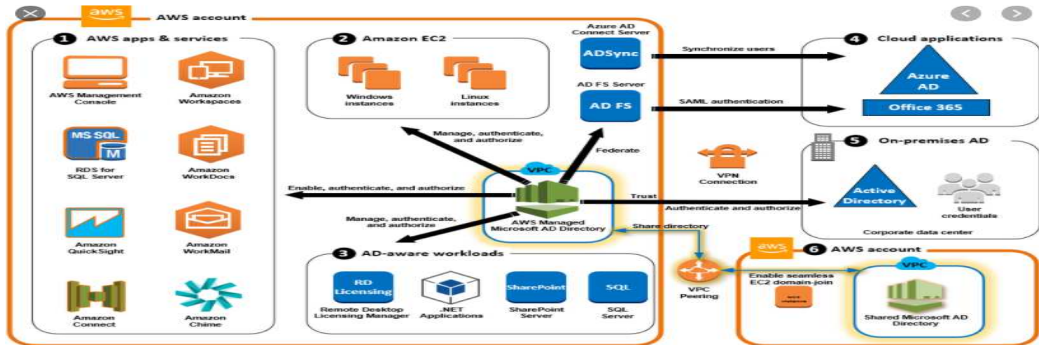 aws
AWS account
1 AWS apps & services
AWS Management
Console
Amazon
Workspaces
MS SQL
M
RDS for
SQL Server
Amazon
WorkDocs
Amazon
QuickSight
Amazon
WorkMail
Amazon
Connect
Amazon
Chime
2 Amazon EC2
Windows
instances
Linux
instances
Azure AD
Connect Server
ADSync
AD FS Server
AD FS
Synchronize users
SAML authentication
4 Cloud applications
Azure
AD
Office 365
Manage, authenticate,
and authorize
Federate
VPC
Enable, authenticate, and authorize
AWS Managed
Microsoft AD Directory
Manage, authenticate,
and authorize
VPN
Connection
Trust
Authenticate and authorize
5 On-premises AD
Active
Directory
User
credentials
Corporate data center
Share directory
3 AD-aware workloads
RD
Licensing
Remote Desktop
Licensing Manager
.NET
Applications
SharePoint
SharePoint
Server
SQL
SQL
Server
VPC
Peering
aws
6 AWS account
Enable seamless
EC2 domain-join
VPC
Shared Microsoft AD
Directory